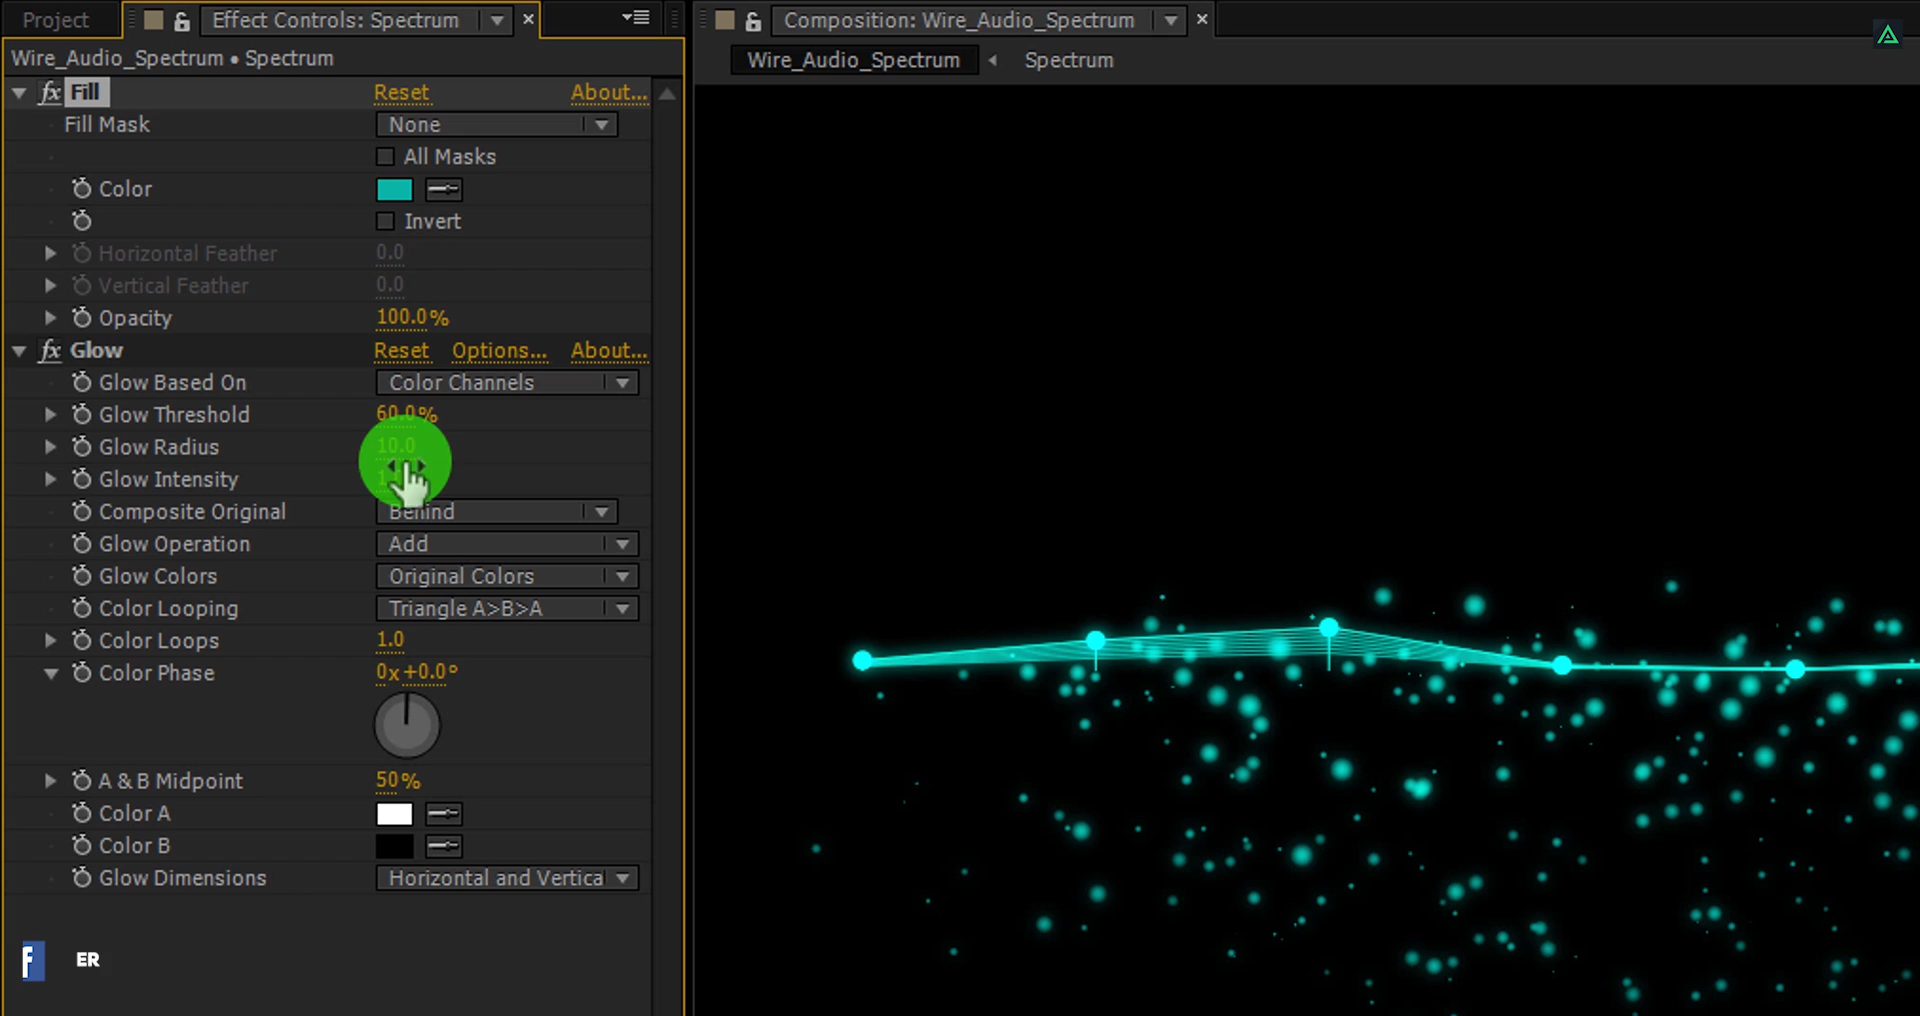 Project
Effect Controls: Spectrum
Composition: Wire_Audio_Spectrum
Wire_Audio_Spectrum • Spectrum
Wire_Audio_Spectrum
Spectrum
fx Fill Reset About...
Fill Mask None
All Masks
Color
Invert
Horizontal Feather 0.0
Vertical Feather 0.0
Opacity 100.0%
fx Glow Reset Options... About...
Glow Based On Color Channels
Glow Threshold 60.0%
Glow Radius 10.0
Glow Intensity
Composite Original Behind
Glow Operation Add
Glow Colors Original Colors
Color Looping Triangle A>B>A
Color Loops 1.0
Color Phase 0x+0.0°
A & B Midpoint 50%
Color A
Color B
Glow Dimensions Horizontal and Vertica
f ER